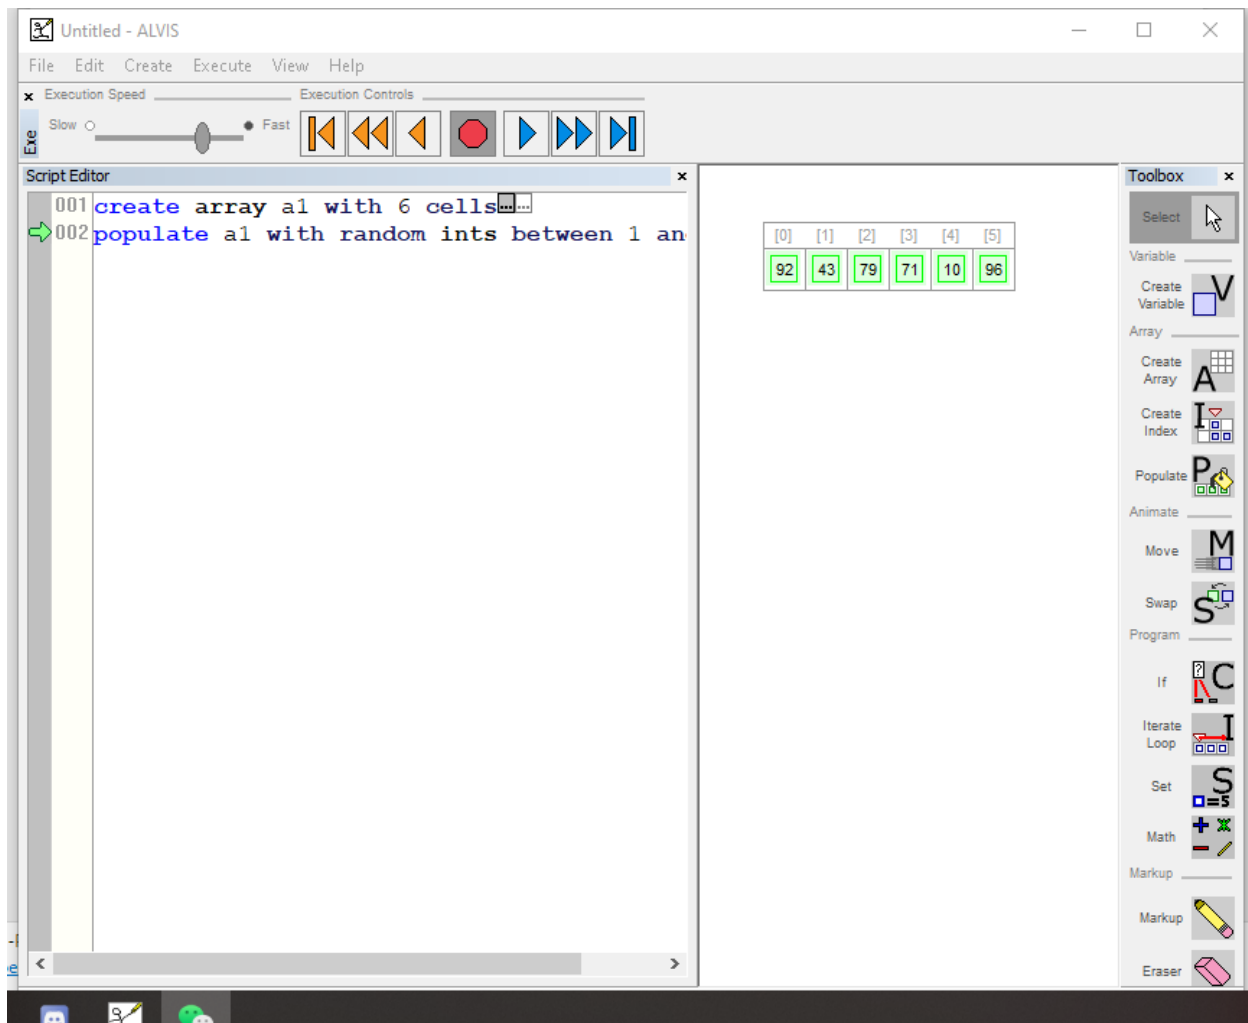 Untitled - ALVIS
File Edit Create Execute View Help
x Execution Speed Execution Controls
Exe
Slow Fast
Script Editor x
001 create array a1 with 6 cells
002 populate a1 with random ints between 1 an
[0] [1] [2] [3] [4] [5]
92 43 79 71 10 96
Toolbox x
Select
Variable
Create Variable V
Array
Create Array A
Create Index I
Populate P
Animate
Move M
Swap S
Program
If ? C
Iterate Loop I
Set S =5
Math
Markup
Markup
Eraser